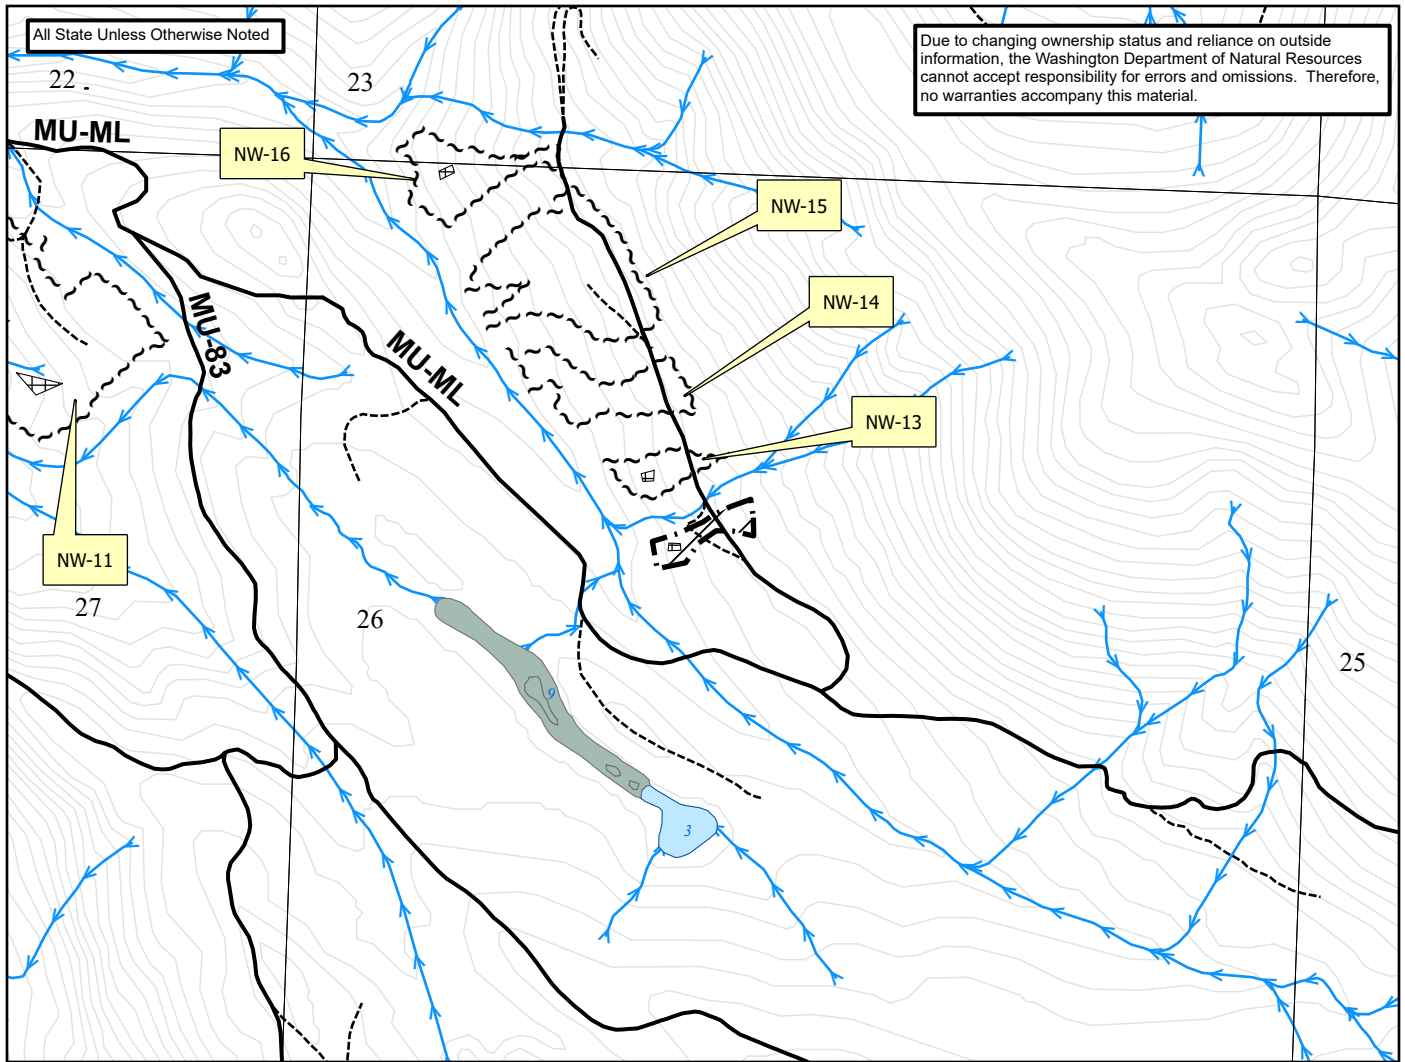 All State Unless Otherwise Noted
Due to changing ownership status and reliance on outside
information, the Washington Department of Natural Resources
cannot accept responsibility for errors and omissions. Therefore,
no warranties accompany this material.
22
23
MU-ML
NW-16
NW-15
NW-14
MU-83
MU-ML
NW-13
NW-11
27
26
25
9
3